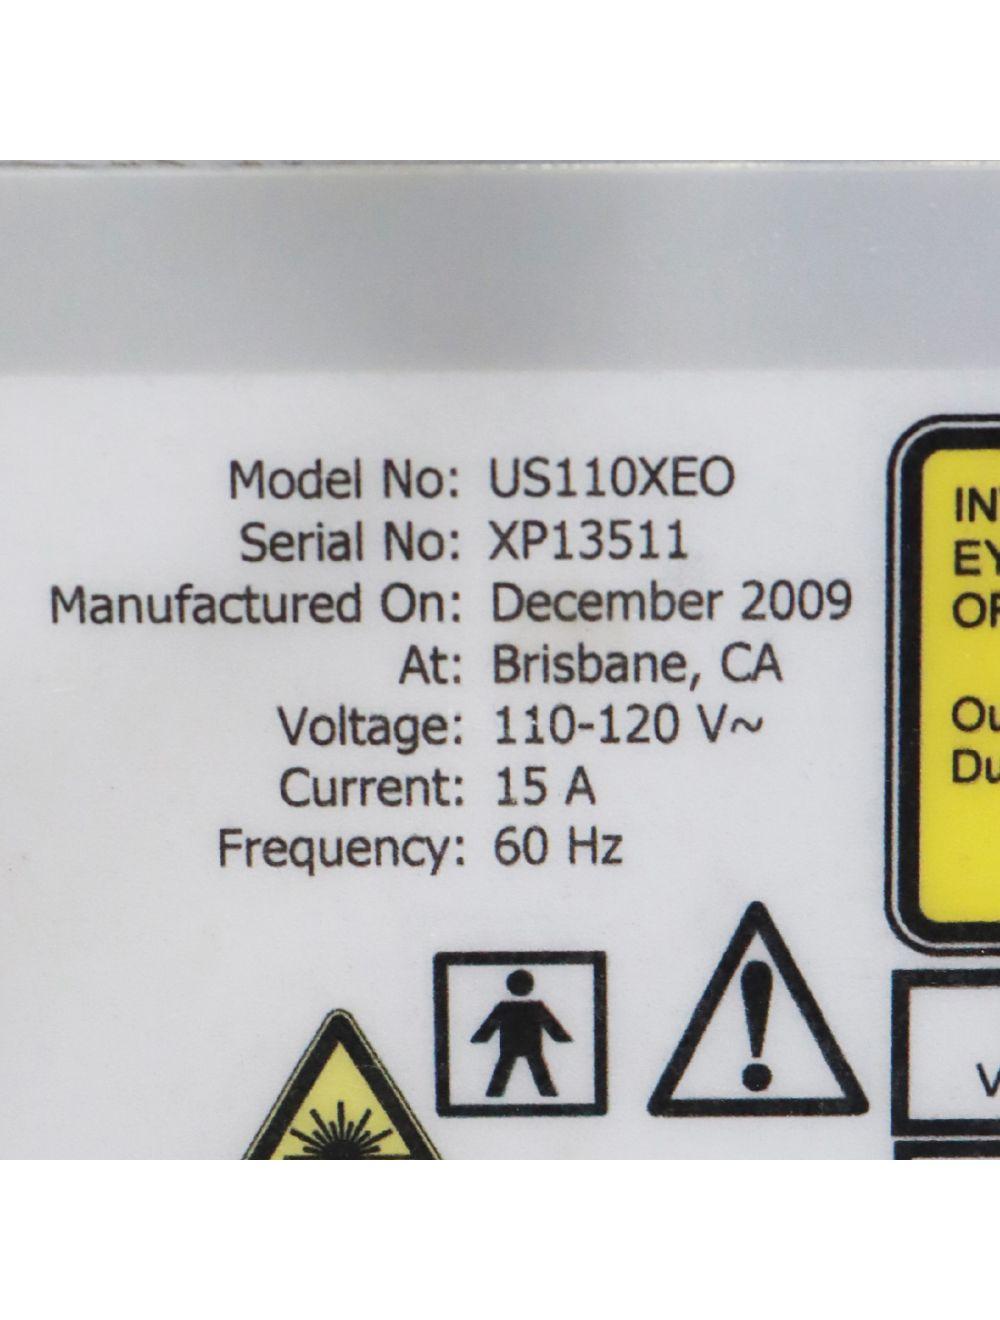 Model No: US110XEO
Serial No: XP13511
Manufactured On: December 2009
At: Brisbane, CA
Voltage: 110-120 V~
Current: 15 A
Frequency: 60 Hz